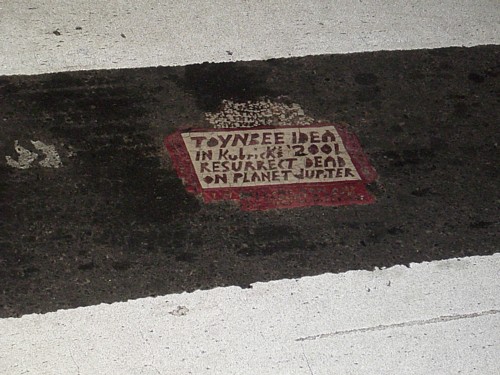 TOYNBEE IDEA
IN Kubrick's '2001
RESURRECT DEAD
ON PLANET JUPITER